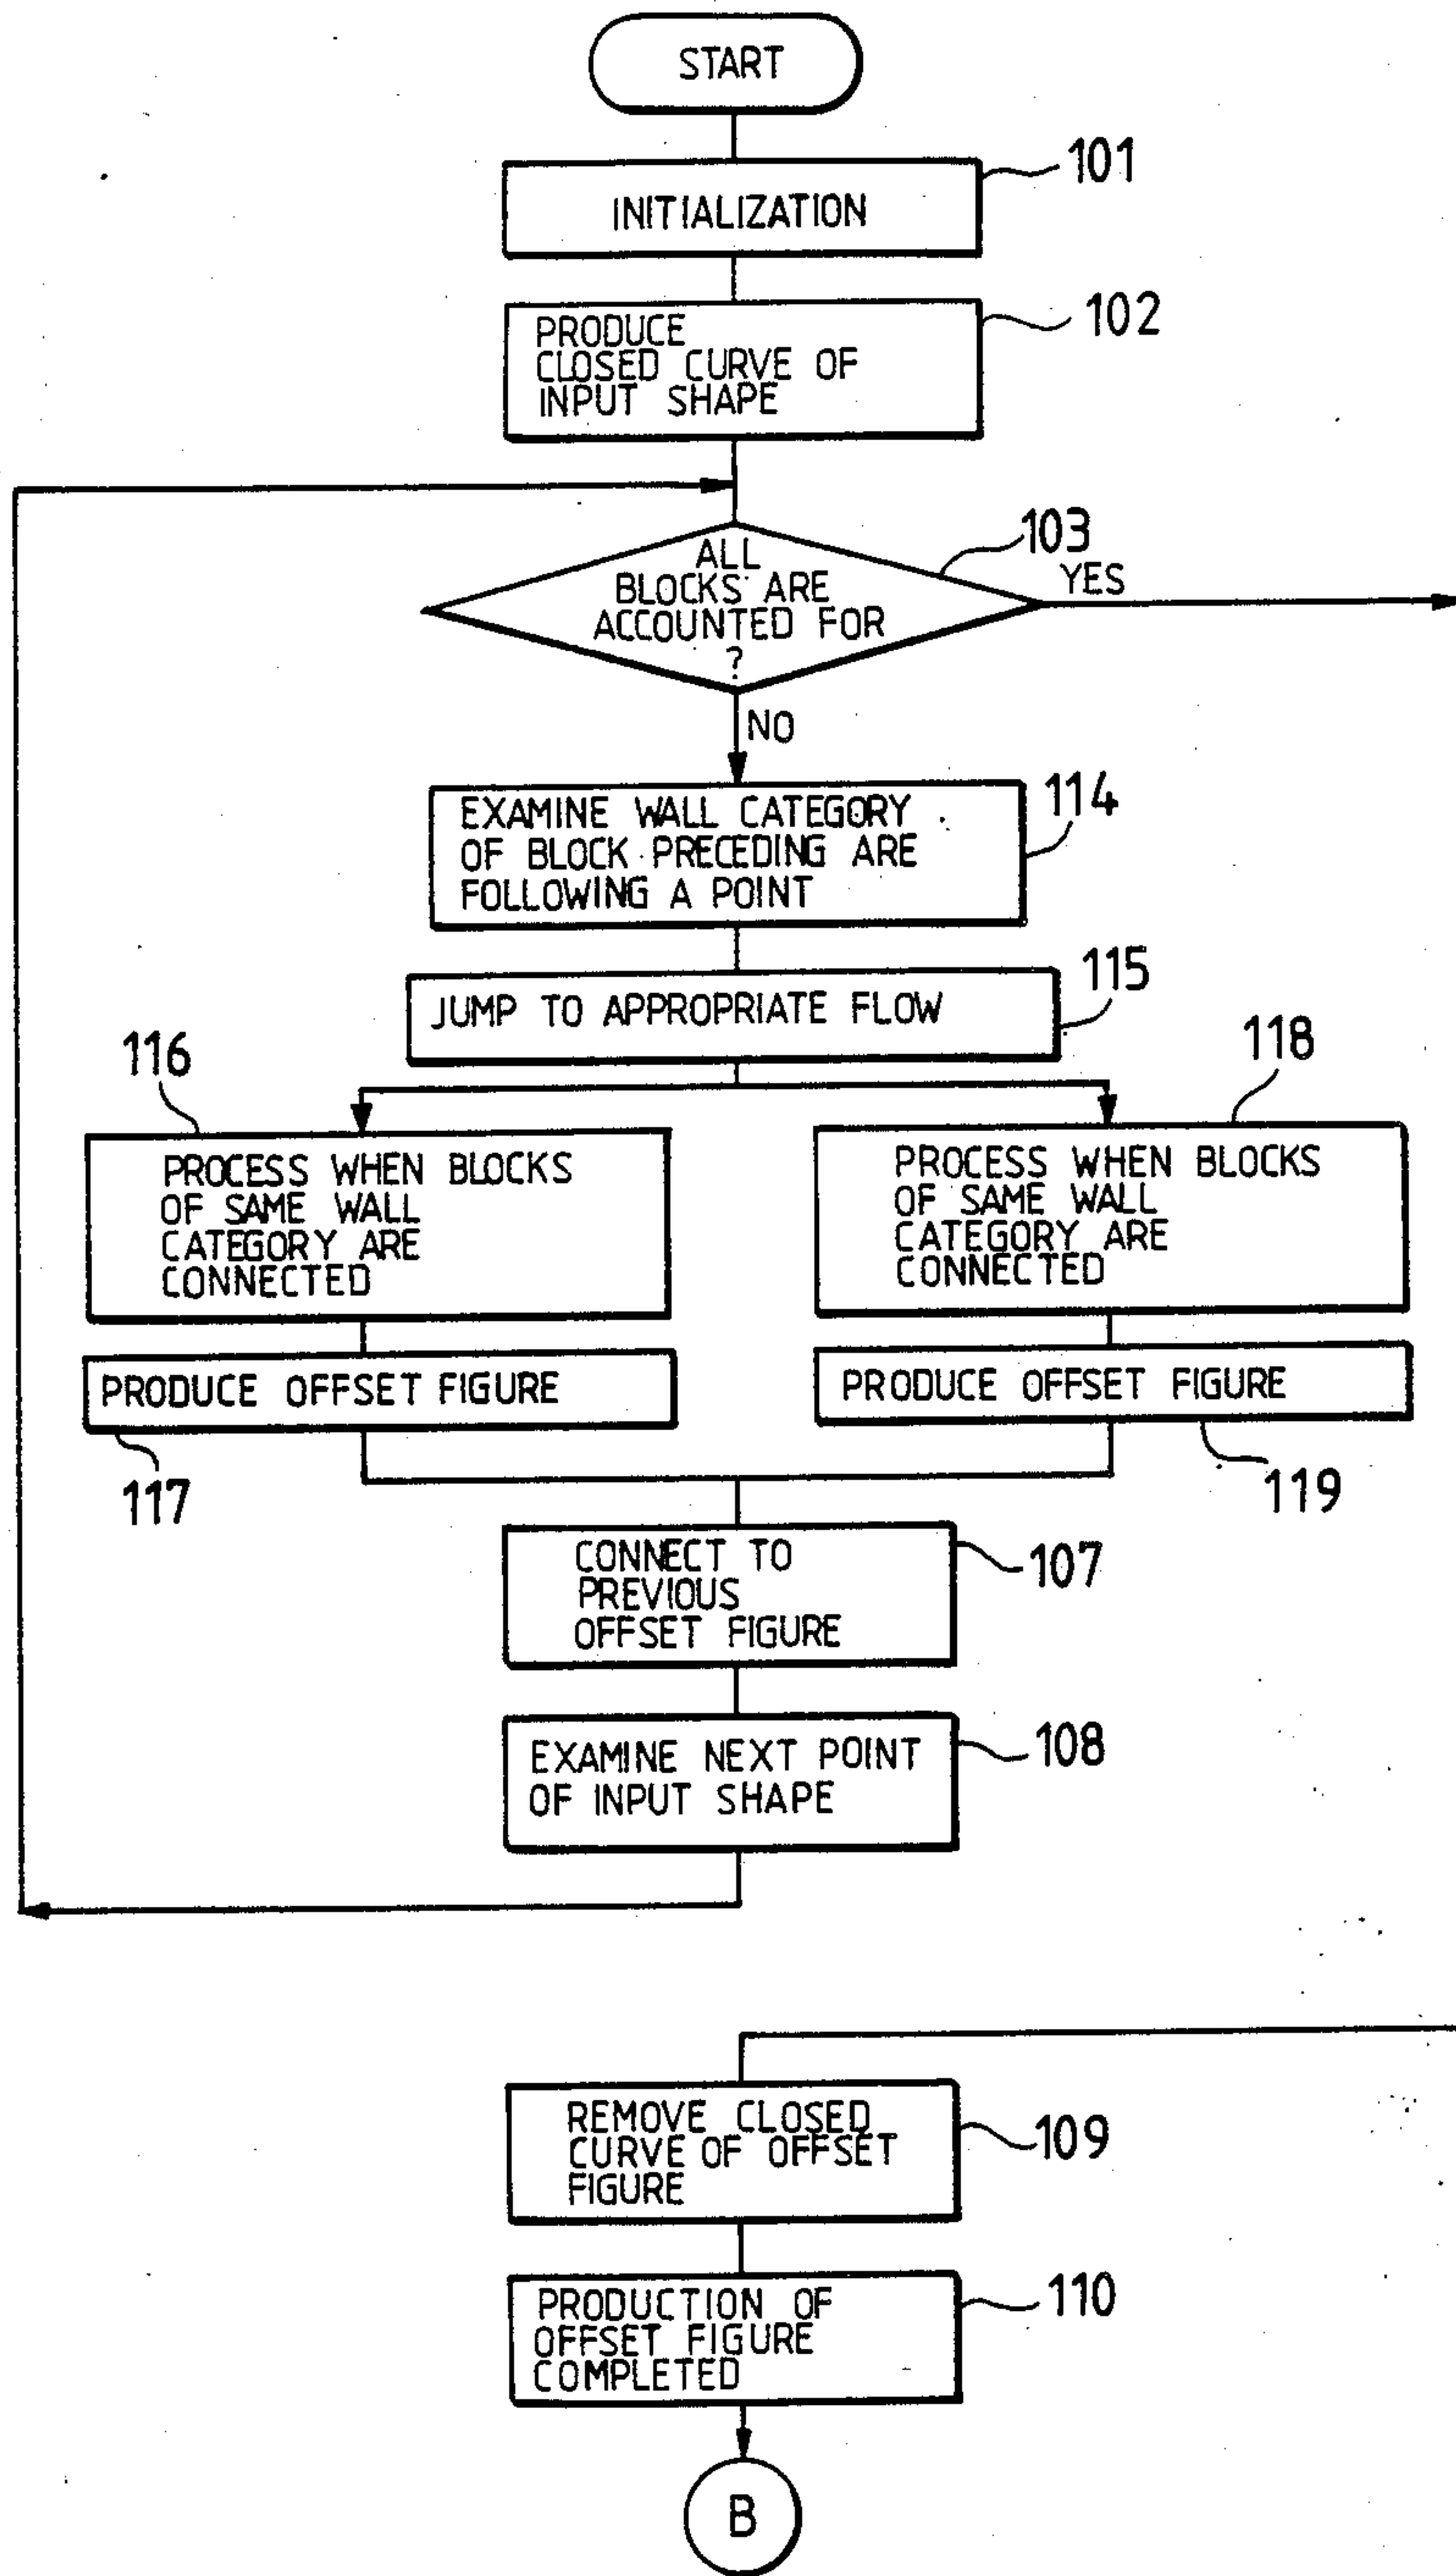 START
101
INITIALIZATION
102
PRODUCE
CLOSED CURVE OF
INPUT SHAPE
103
ALL
BLOCKS ARE
ACCOUNTED FOR
?
YES
NO
114
EXAMINE WALL CATEGORY
OF BLOCK PRECEDING ARE
FOLLOWING A POINT
115
JUMP TO APPROPRIATE FLOW
116
PROCESS WHEN BLOCKS
OF SAME WALL
CATEGORY ARE
CONNECTED
118
PROCESS WHEN BLOCKS
OF SAME WALL
CATEGORY ARE
CONNECTED
PRODUCE OFFSET FIGURE
117
PRODUCE OFFSET FIGURE
119
CONNECT TO
PREVIOUS
OFFSET FIGURE
107
EXAMINE NEXT POINT
OF INPUT SHAPE
108
REMOVE CLOSED
CURVE OF OFFSET
FIGURE
109
PRODUCTION OF
OFFSET FIGURE
COMPLETED
110
B